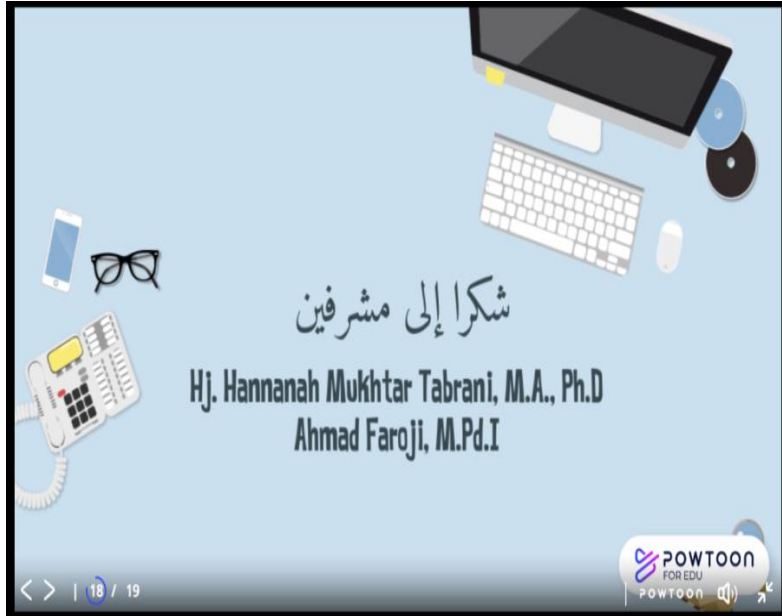 شكرا إلى مشرفين
Hj. Hannanah Mukhtar Tabrani, M.A., Ph.D
Ahmad Faroji, M.Pd.I
POWTOON
FOR EDU
18 / 19
POWTOON